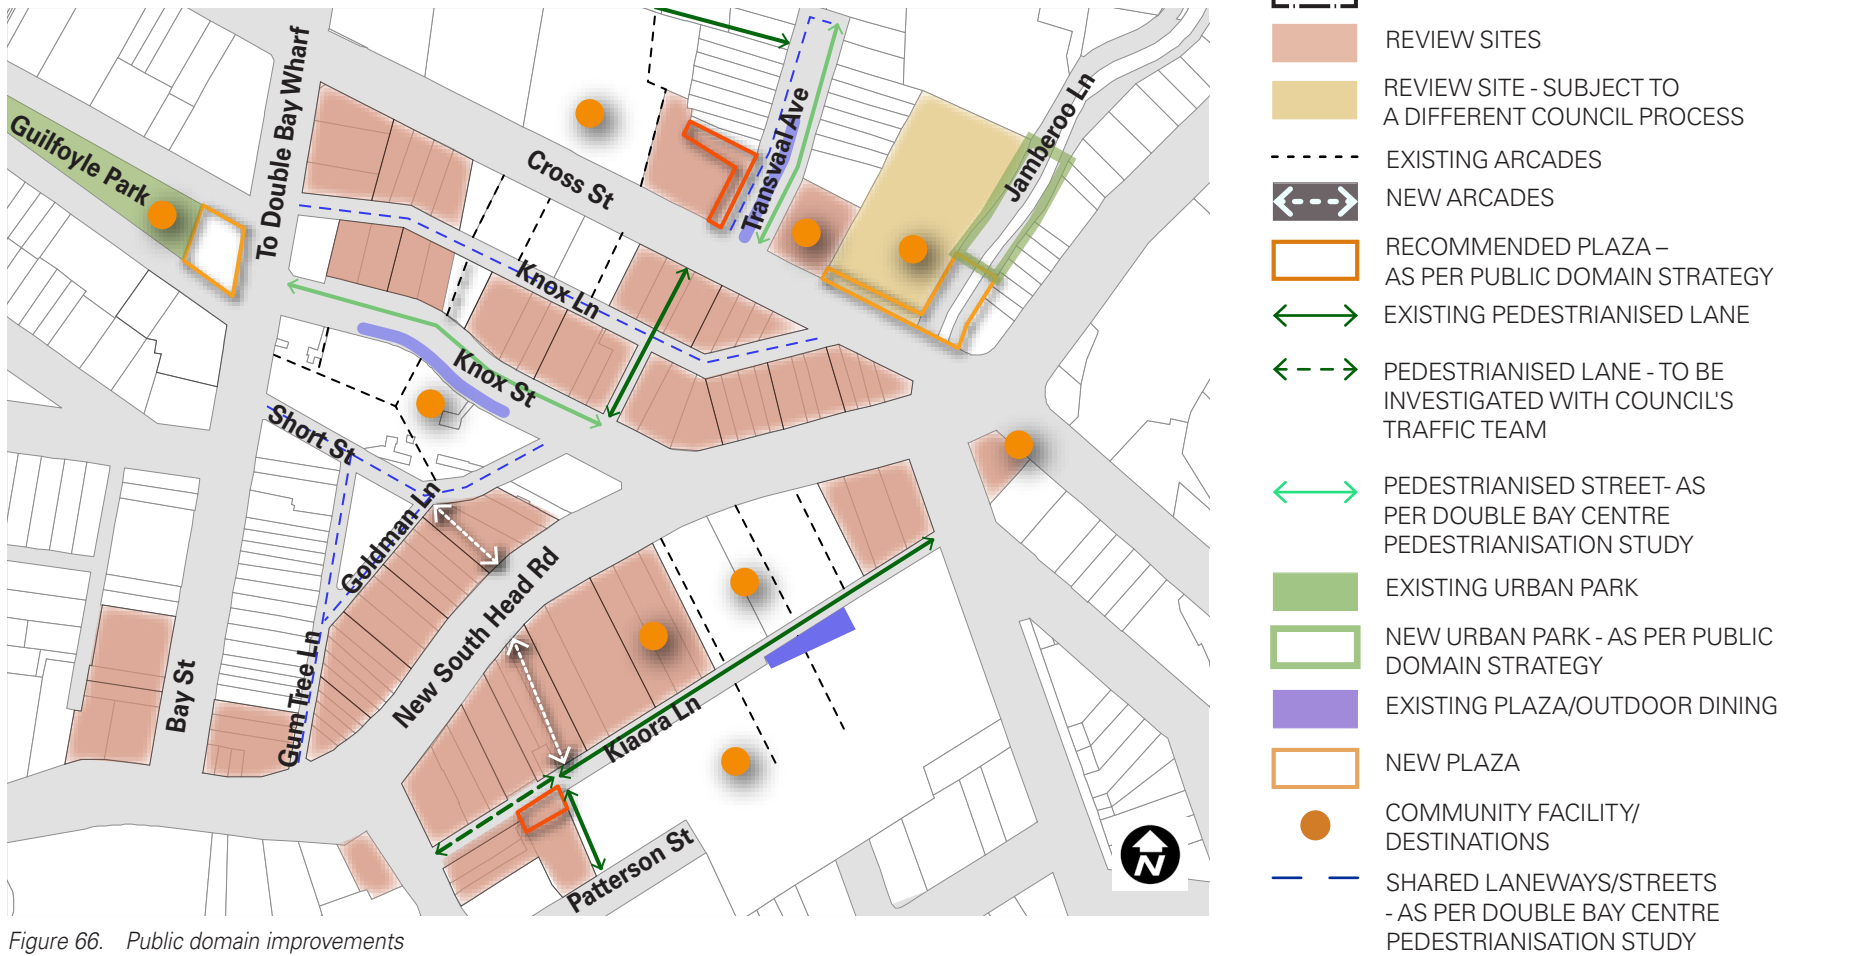 Guilfoyle Park
To Double Bay Wharf
Cross St
Transvaal Ave
Jamberoo Ln
Knox Ln
Knox St
Short St
Goldman Ln
New South Head Rd
Gum Tree Ln
Bay St
Kiaora Ln
Patterson St
N
REVIEW SITES
REVIEW SITE - SUBJECT TO
A DIFFERENT COUNCIL PROCESS
EXISTING ARCADES
NEW ARCADES
RECOMMENDED PLAZA –
AS PER PUBLIC DOMAIN STRATEGY
EXISTING PEDESTRIANISED LANE
PEDESTRIANISED LANE - TO BE
INVESTIGATED WITH COUNCIL'S
TRAFFIC TEAM
PEDESTRIANISED STREET- AS
PER DOUBLE BAY CENTRE
PEDESTRIANISATION STUDY
EXISTING URBAN PARK
NEW URBAN PARK - AS PER PUBLIC
DOMAIN STRATEGY
EXISTING PLAZA/OUTDOOR DINING
NEW PLAZA
COMMUNITY FACILITY/
DESTINATIONS
SHARED LANEWAYS/STREETS
- AS PER DOUBLE BAY CENTRE
PEDESTRIANISATION STUDY
Figure 66. Public domain improvements